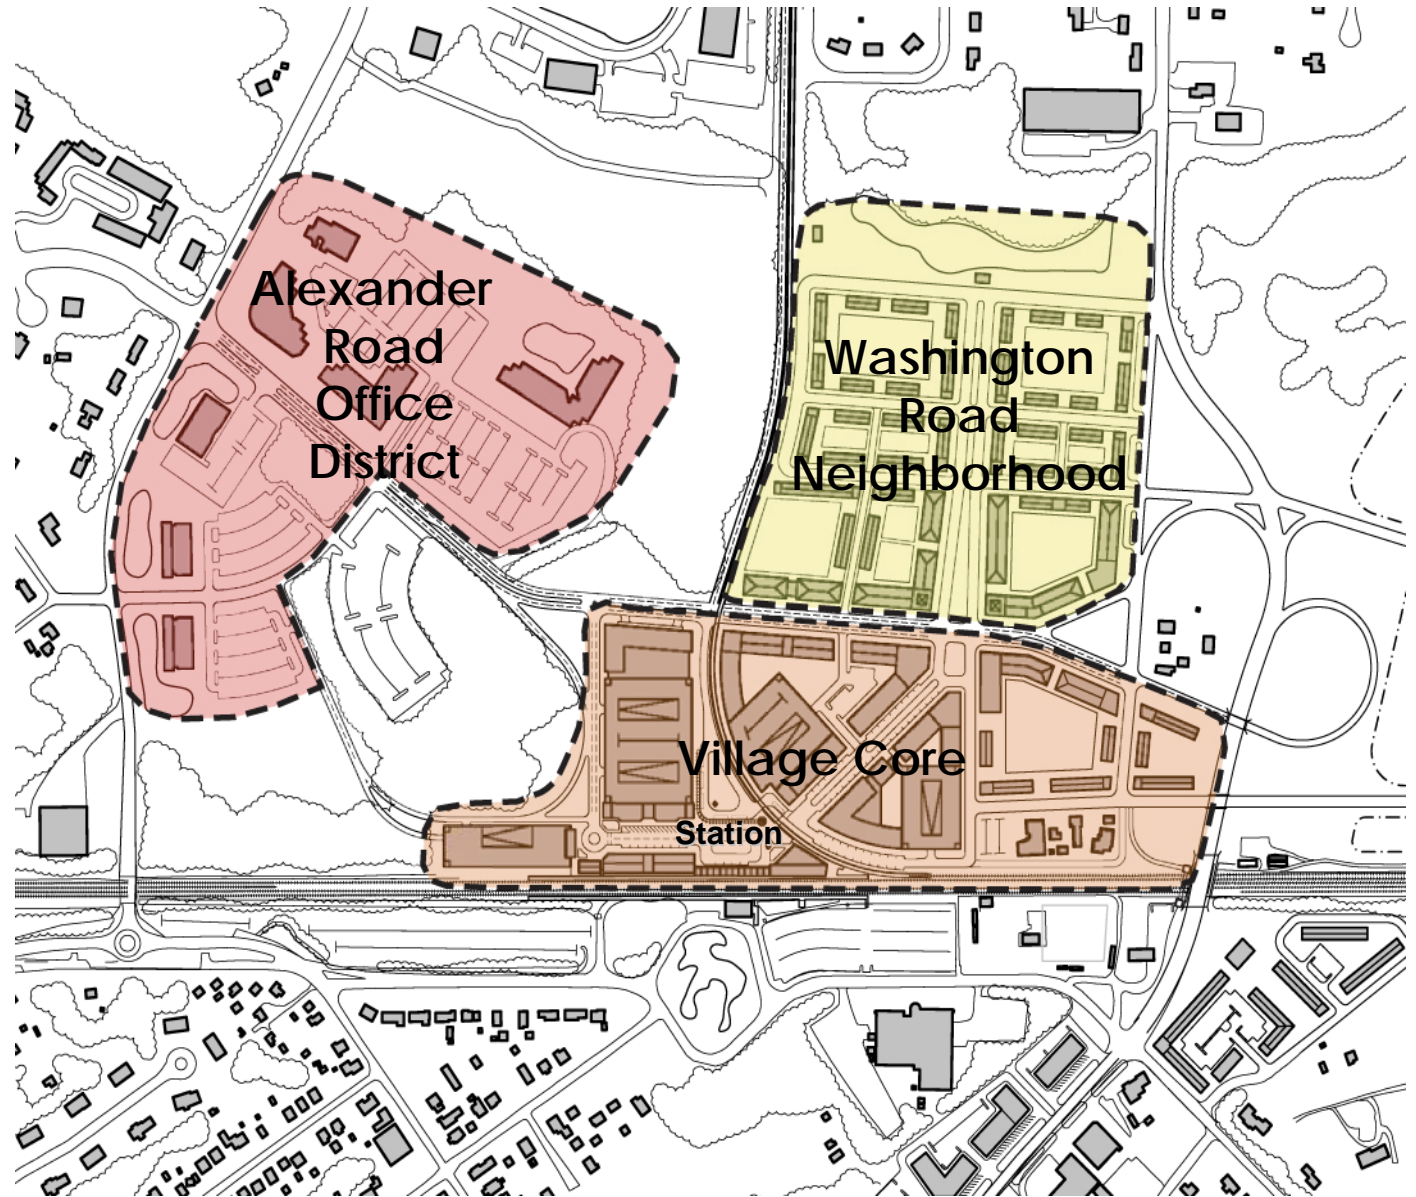 Alexander
Road
Office
District
Washington
Road
Neighborhood
Village Core
Station